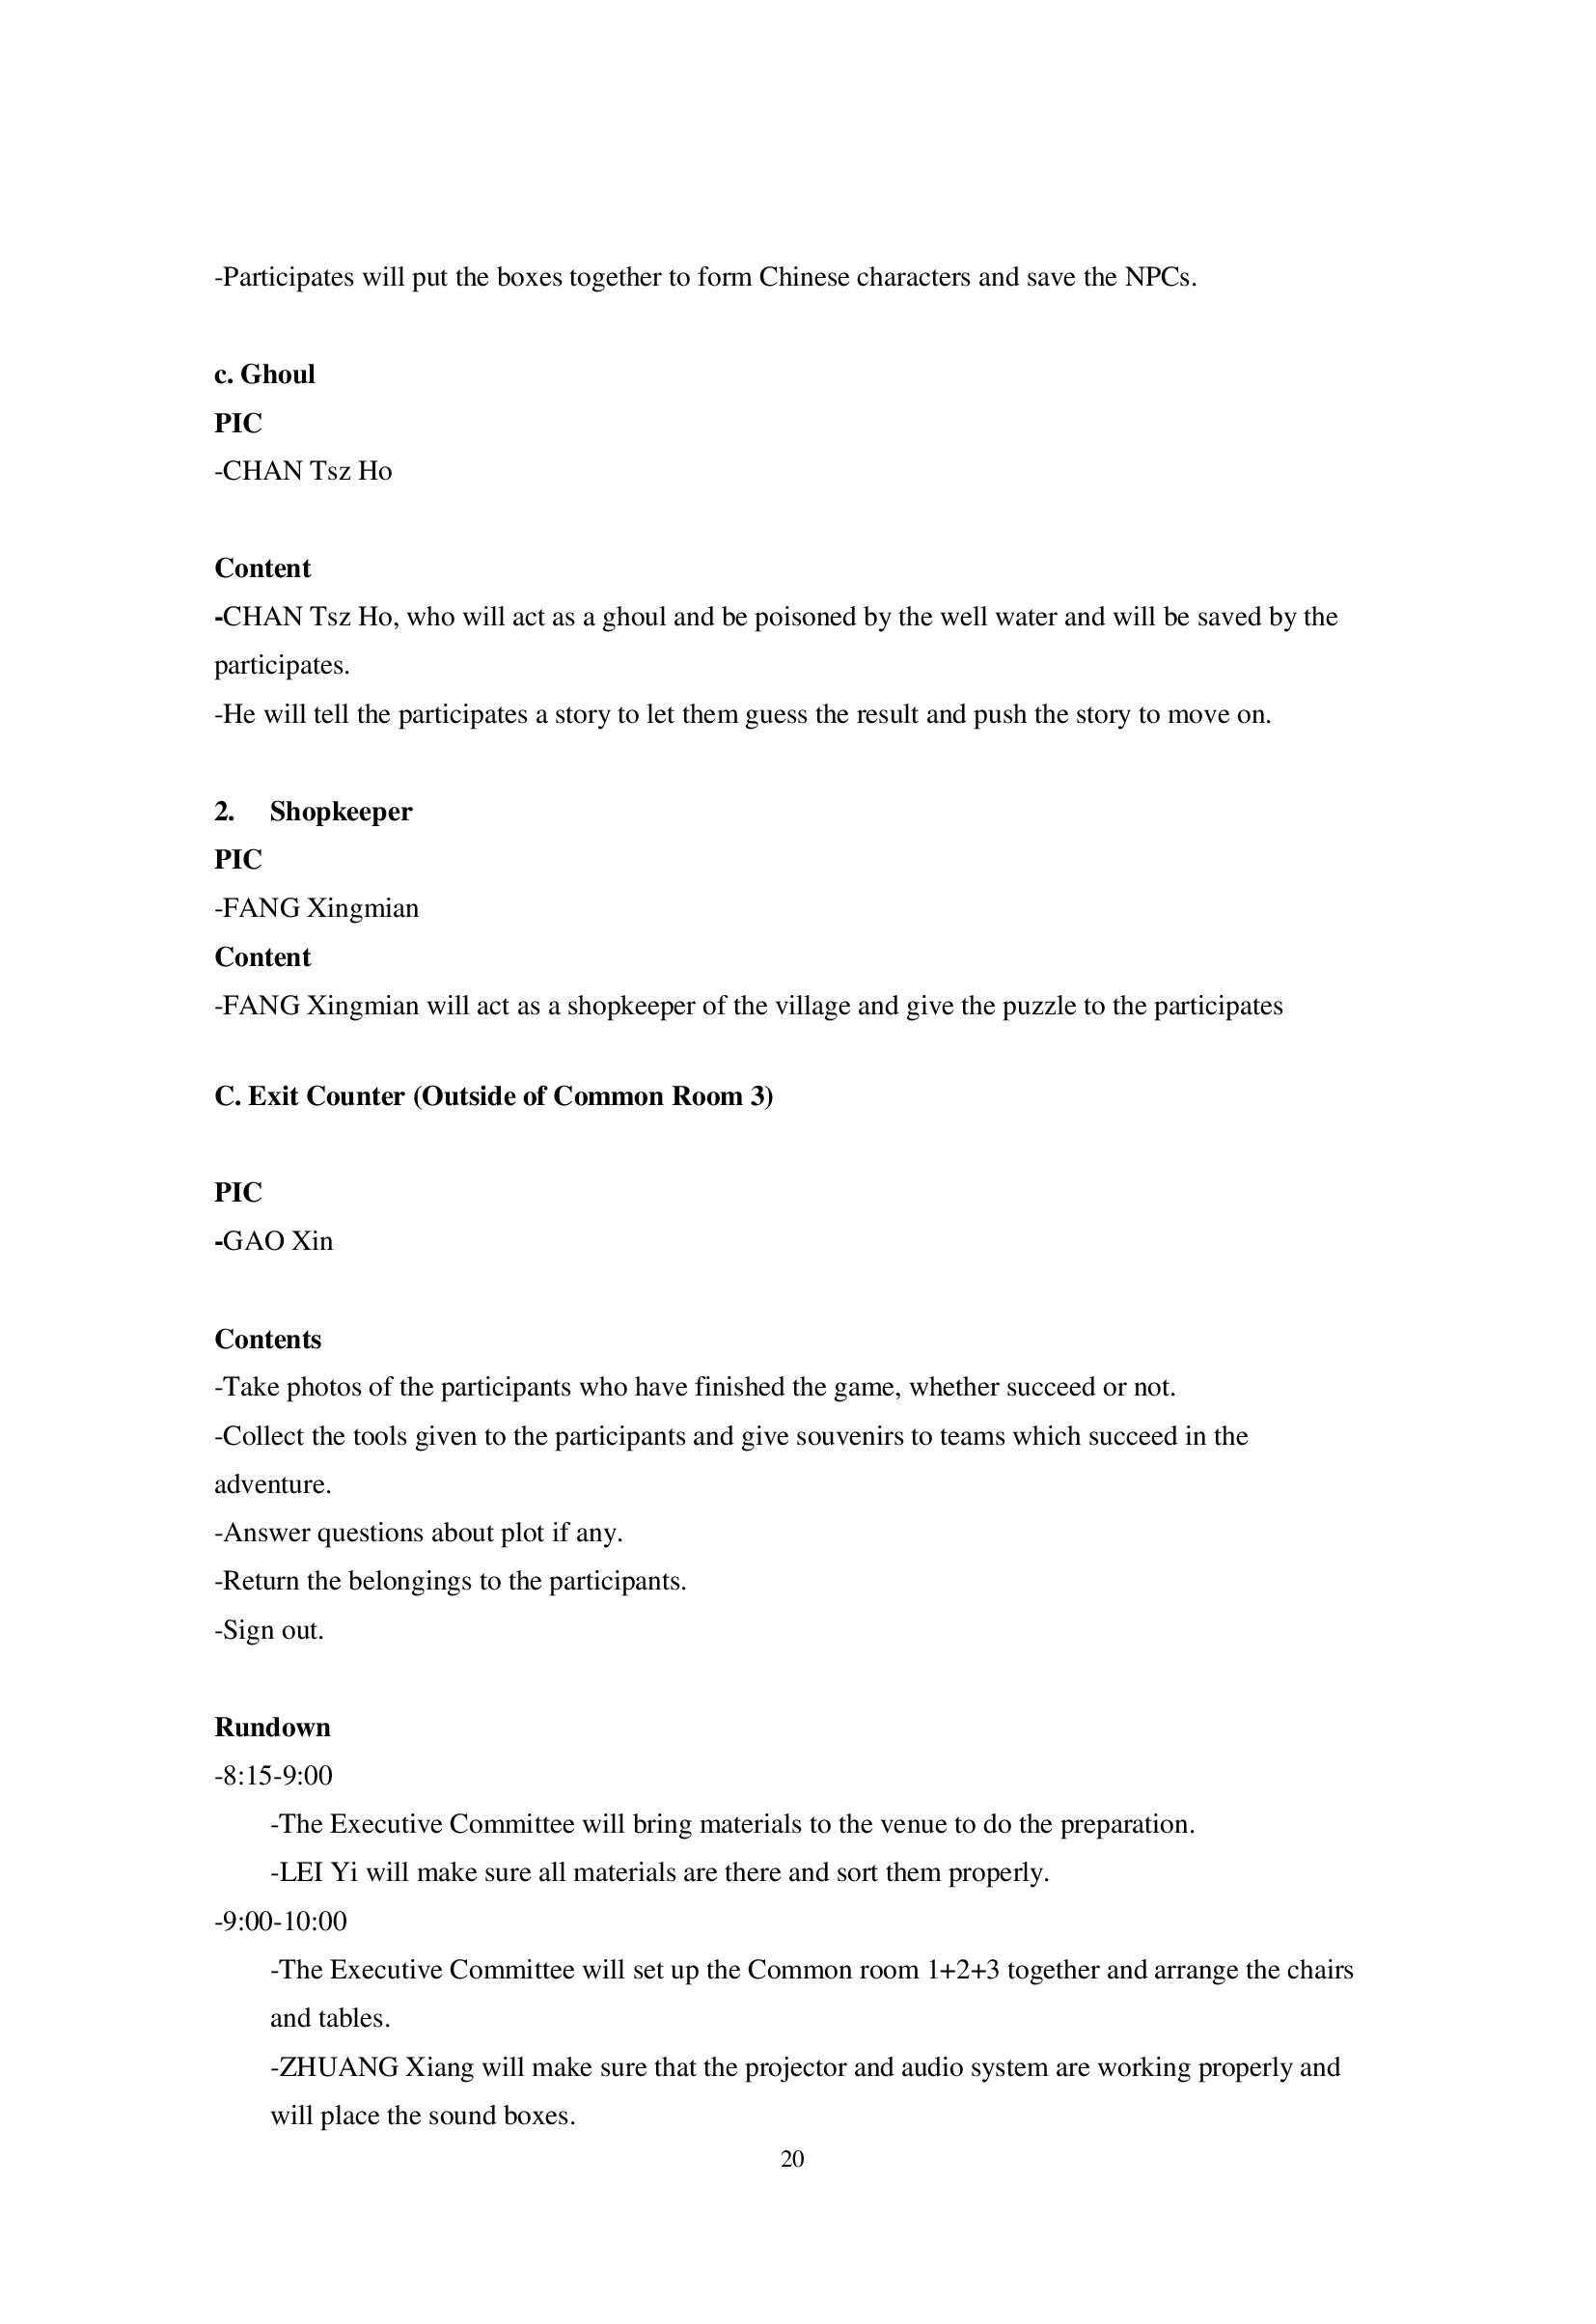 -Participates will put the boxes together to form Chinese characters and save the NPCs.
c. Ghoul
PIC
-CHAN Tsz Ho
Content
-CHAN Tsz Ho, who will act as a ghoul and be poisoned by the well water and will be saved by the
participates.
-He will tell the participates a story to let them guess the result and push the story to move on.
2. Shopkeeper
PIC
-FANG Xingmian
Content
-FANG Xingmian will act as a shopkeeper of the village and give the puzzle to the participates
C. Exit Counter (Outside of Common Room 3)
PIC
-GAO Xin
Contents
-Take photos of the participants who have finished the game, whether succeed or not.
-Collect the tools given to the participants and give souvenirs to teams which succeed in the
adventure.
-Answer questions about plot if any.
-Return the belongings to the participants.
-Sign out.
Rundown
-8:15-9:00
-The Executive Committee will bring materials to the venue to do the preparation.
-LEI Yi will make sure all materials are there and sort them properly.
-9:00-10:00
-The Executive Committee will set up the Common room 1+2+3 together and arrange the chairs
and tables.
-ZHUANG Xiang will make sure that the projector and audio system are working properly and
will place the sound boxes.
20